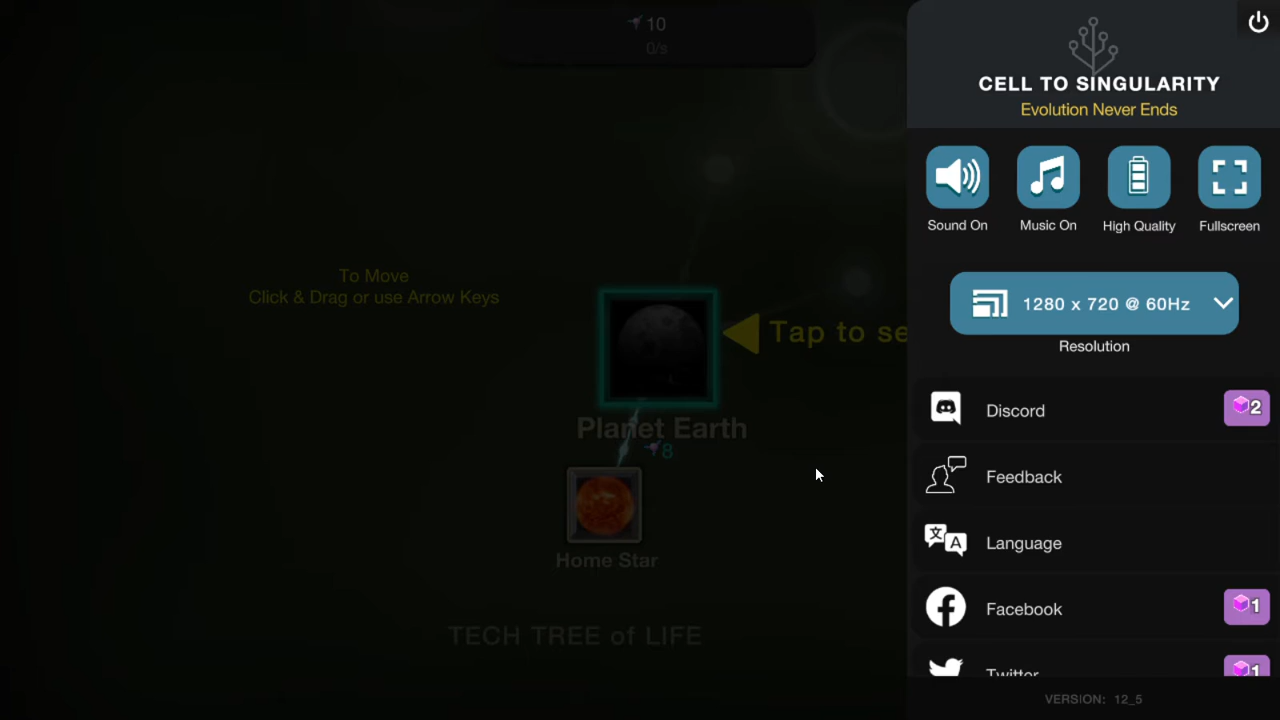 10
0/s
To Move
Click & Drag or use Arrow Keys
Tap to se
Planet Earth
8
Home Star
TECH TREE of LIFE
CELL TO SINGULARITY
Evolution Never Ends
Sound On
Music On
High Quality
Fullscreen
1280 x 720 @ 60Hz
Resolution
Discord
2
Feedback
文A
Language
Facebook
1
Twitter
1
VERSION: 12_5